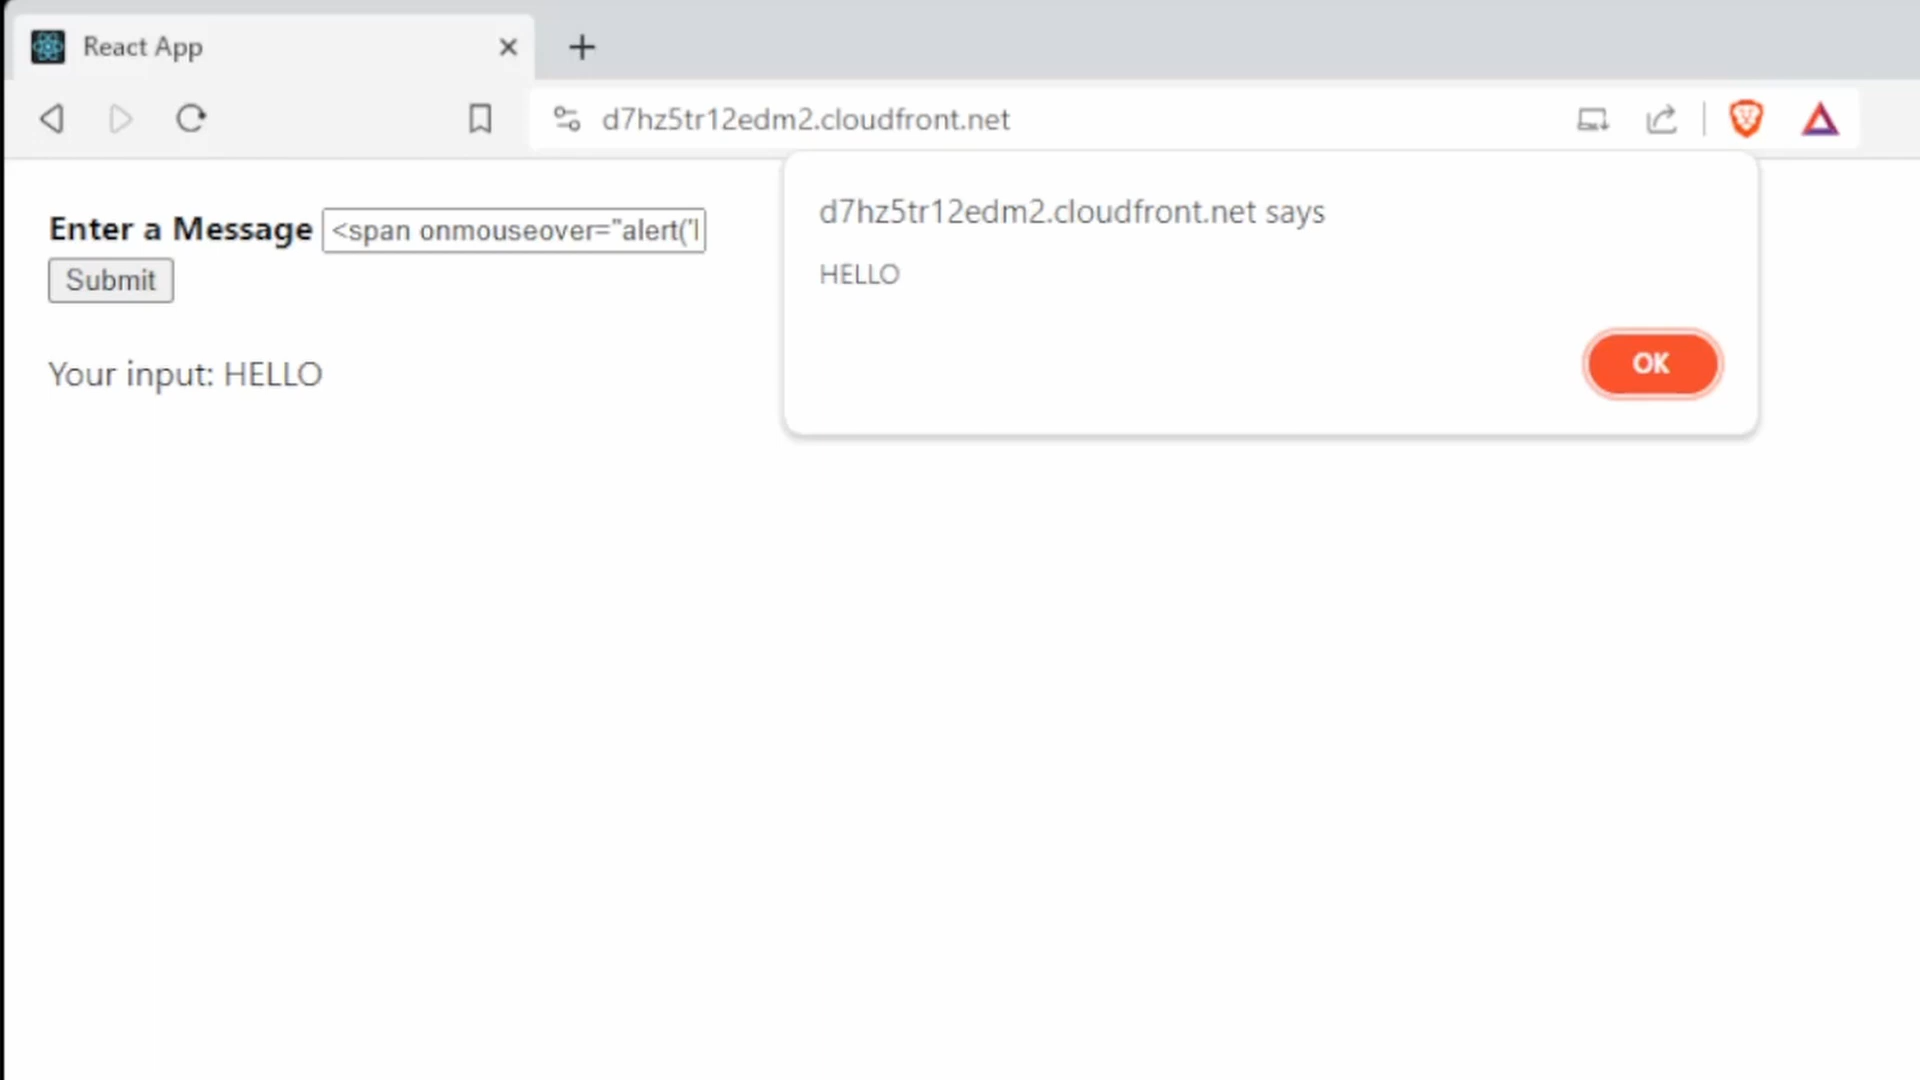 React App
d7hz5tr12edm2.cloudfront.net
d7hz5tr12edm2.cloudfront.net says
HELLO
OK
Enter a Message <span onmouseover="alert('
Submit
Your input: HELLO